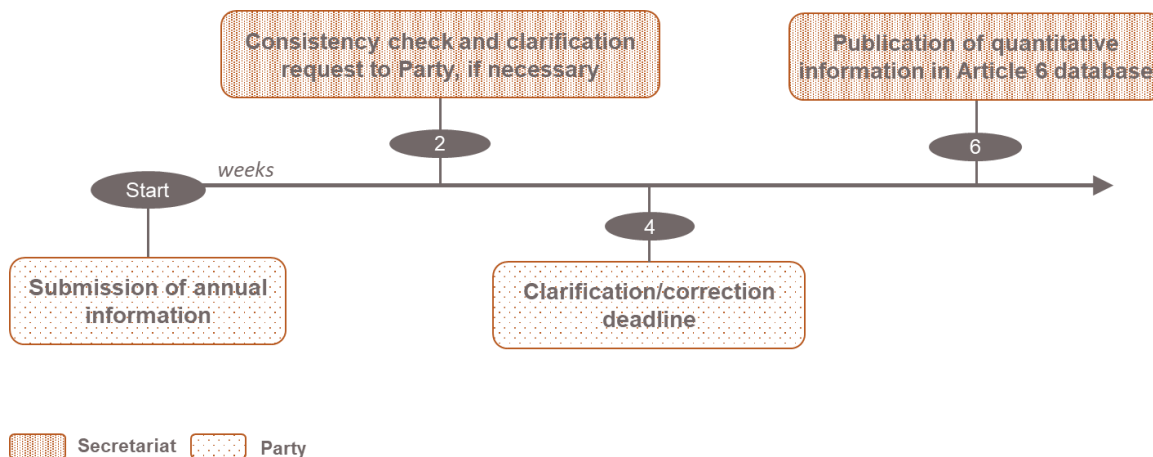 Consistency check and clarification
request to Party, if necessary
Publication of quantitative
information in Article 6 database
2
6
weeks
Start
4
Submission of annual
information
Clarification/correction
deadline
Secretariat
Party